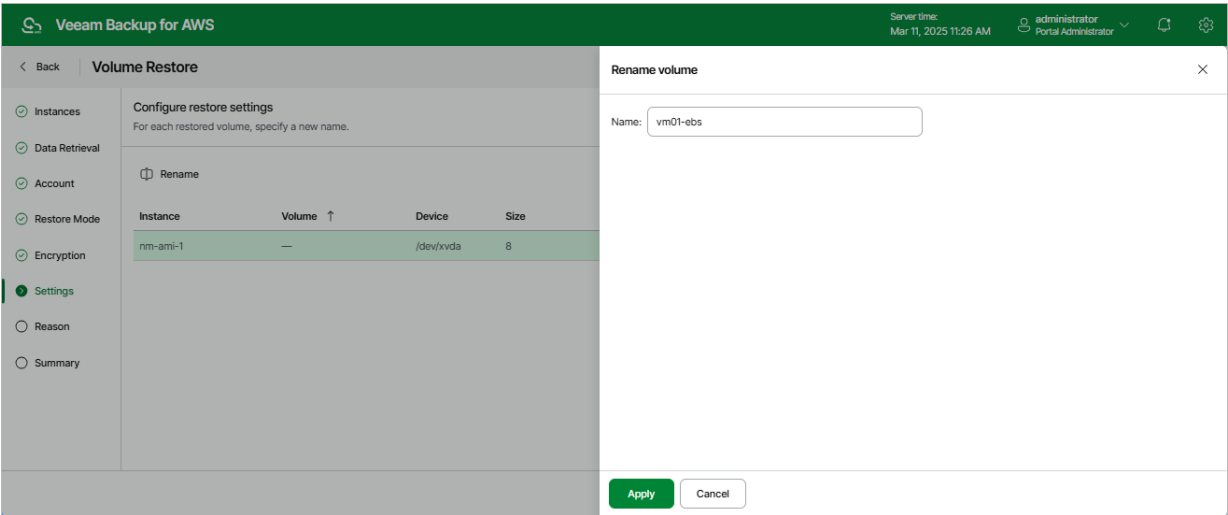 Veeam Backup for AWS
Server time:
Mar 11, 2025 11:26 AM
administrator
Portal Administrator
Back
Volume Restore
Instances
Data Retrieval
Account
Restore Mode
Encryption
Settings
Reason
Summary
Configure restore settings
For each restored volume, specify a new name.
Rename
Instance Volume ↑ Device Size
nm-ami-1 — /dev/xvda 8
Rename volume
Name: vm01-ebs
Apply Cancel